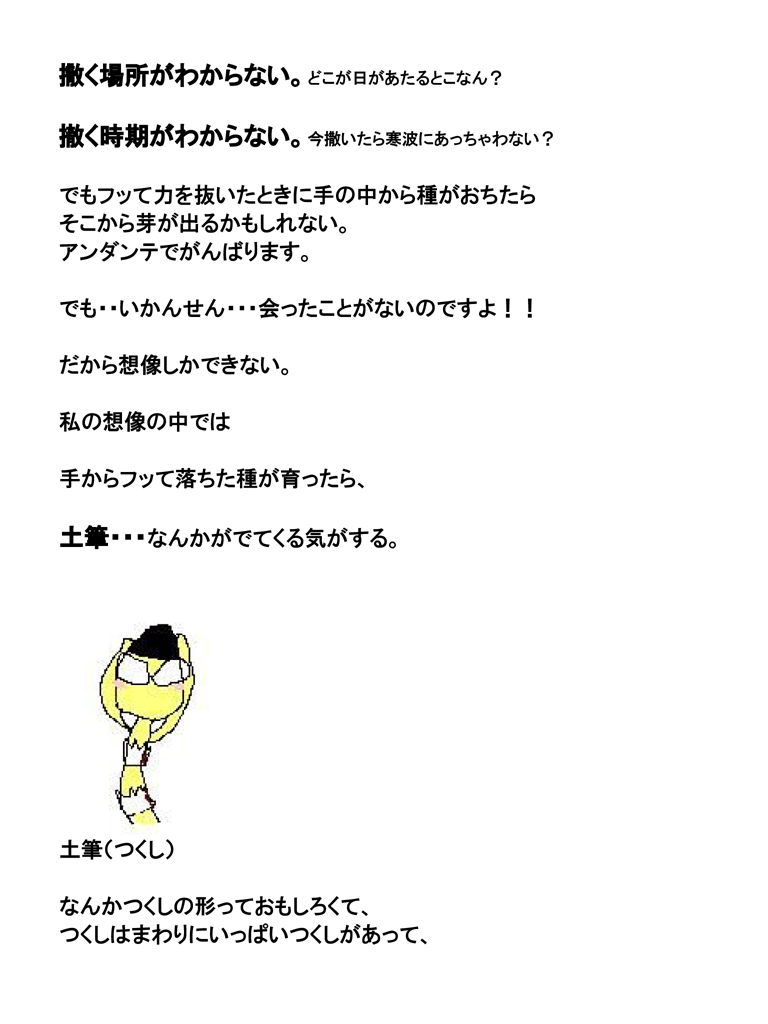 撒く場所がわからない。どこが日があたるとこなん？
撒く時期がわからない。今撒いたら寒波にあっちゃわない？
でもフッて力を抜いたときに手の中から種がおちたら
そこから芽が出るかもしれない。
アンダンテでがんばります。
でも・・いかんせん・・・会ったことがないのですよ！！
だから想像しかできない。
私の想像の中では
手からフッて落ちた種が育ったら、
土筆・・・なんかがでてくる気がする。
土筆（つくし）
なんかつくしの形っておもしろくて、
つくしはまわりにいっぱいつくしがあって、